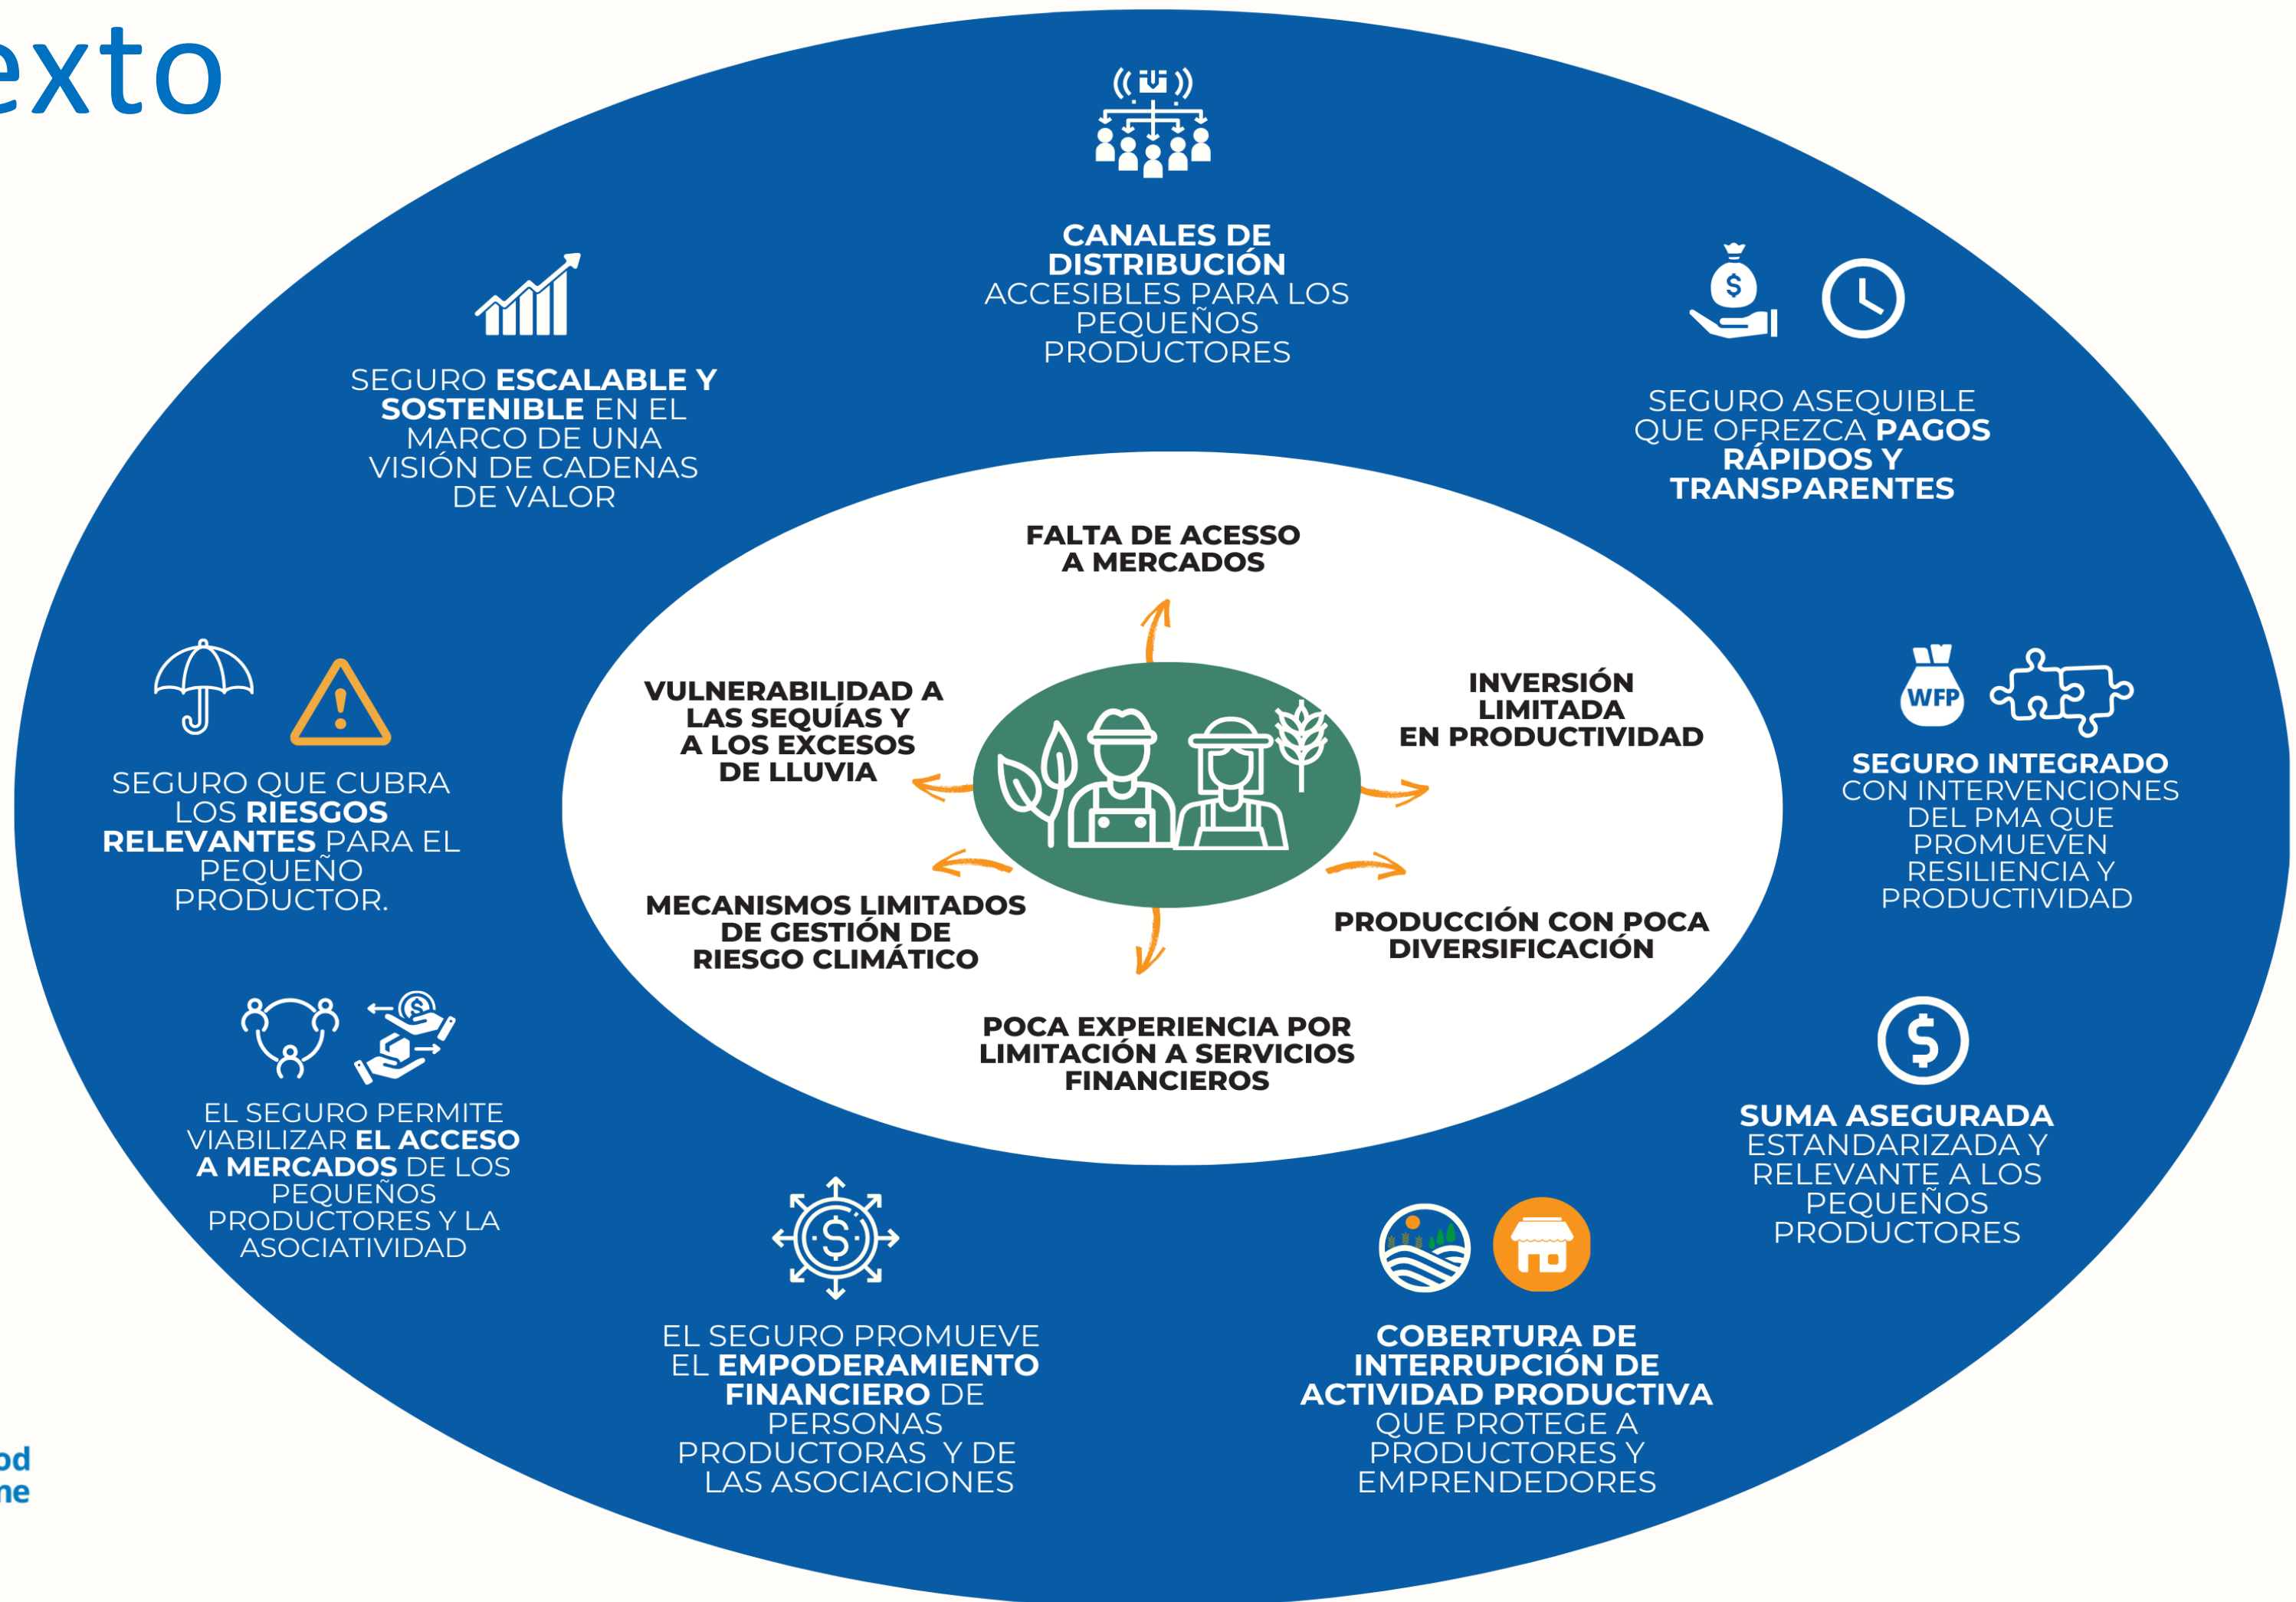 exto
CANALES DE
DISTRIBUCIÓN
ACCESIBLES PARA LOS
PEQUEÑOS
PRODUCTORES
SEGURO ESCALABLE Y
SOSTENIBLE EN EL
MARCO DE UNA
VISIÓN DE CADENAS
DE VALOR
$
SEGURO ASEQUIBLE
QUE OFREZCA PAGOS
RÁPIDOS Y
TRANSPARENTES
FALTA DE ACESSO
A MERCADOS
VULNERABILIDAD A
LAS SEQUÍAS Y
A LOS EXCESOS
DE LLUVIA
INVERSIÓN
LIMITADA
EN PRODUCTIVIDAD
MECANISMOS LIMITADOS
DE GESTIÓN DE
RIESGO CLIMÁTICO
PRODUCCIÓN CON POCA
DIVERSIFICACIÓN
POCA EXPERIENCIA POR
LIMITACIÓN A SERVICIOS
FINANCIEROS
!
SEGURO QUE CUBRA
LOS RIESGOS
RELEVANTES PARA EL
PEQUEÑO
PRODUCTOR.
WFP
SEGURO INTEGRADO
CON INTERVENCIONES
DEL PMA QUE
PROMUEVEN
RESILIENCIA Y
PRODUCTIVIDAD
$
EL SEGURO PERMITE
VIABILIZAR EL ACCESO
A MERCADOS DE LOS
PEQUEÑOS
PRODUCTORES Y LA
ASOCIATIVIDAD
$
SUMA ASEGURADA
ESTANDARIZADA Y
RELEVANTE A LOS
PEQUEÑOS
PRODUCTORES
$
EL SEGURO PROMUEVE
EL EMPODERAMIENTO
FINANCIERO DE
PERSONAS
PRODUCTORAS Y DE
LAS ASOCIACIONES
COBERTURA DE
INTERRUPCIÓN DE
ACTIVIDAD PRODUCTIVA
QUE PROTEGE A
PRODUCTORES Y
EMPRENDEDORES
od
me